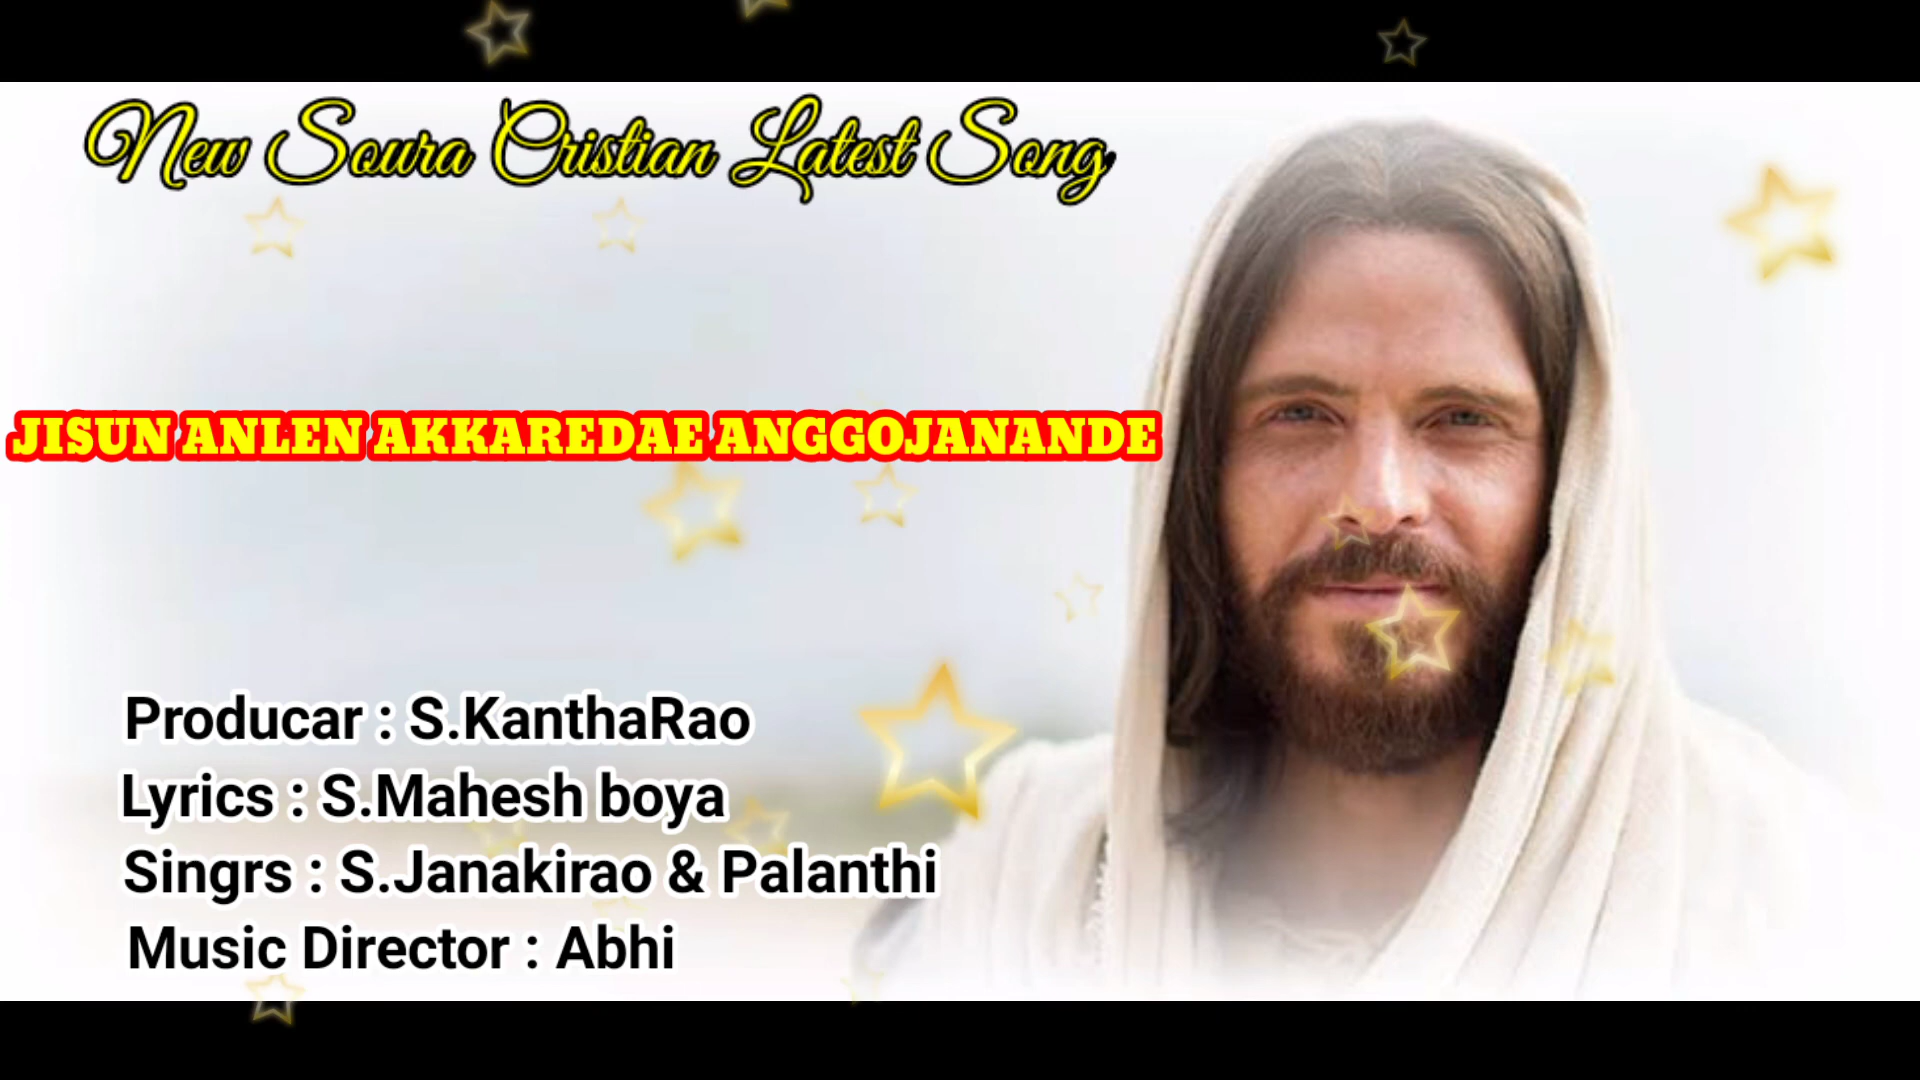 New Soura Cristian Latest Song
JISUN ANLEN AKKAREDAE ANGGOJANANDE
Producar : S.KanthaRao
Lyrics : S.Mahesh boya
Singrs : S.Janakirao & Palanthi
Music Director : Abhi